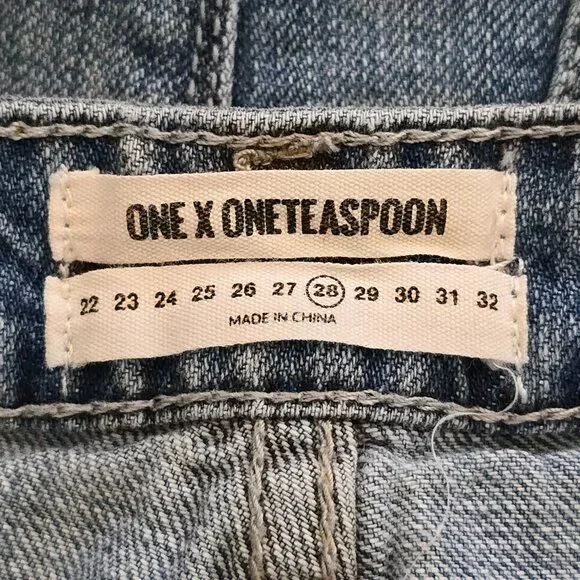 ONE X ONETEASPOON
22 23 24 25 26 27 28 29 30 31 32
MADE IN CHINA